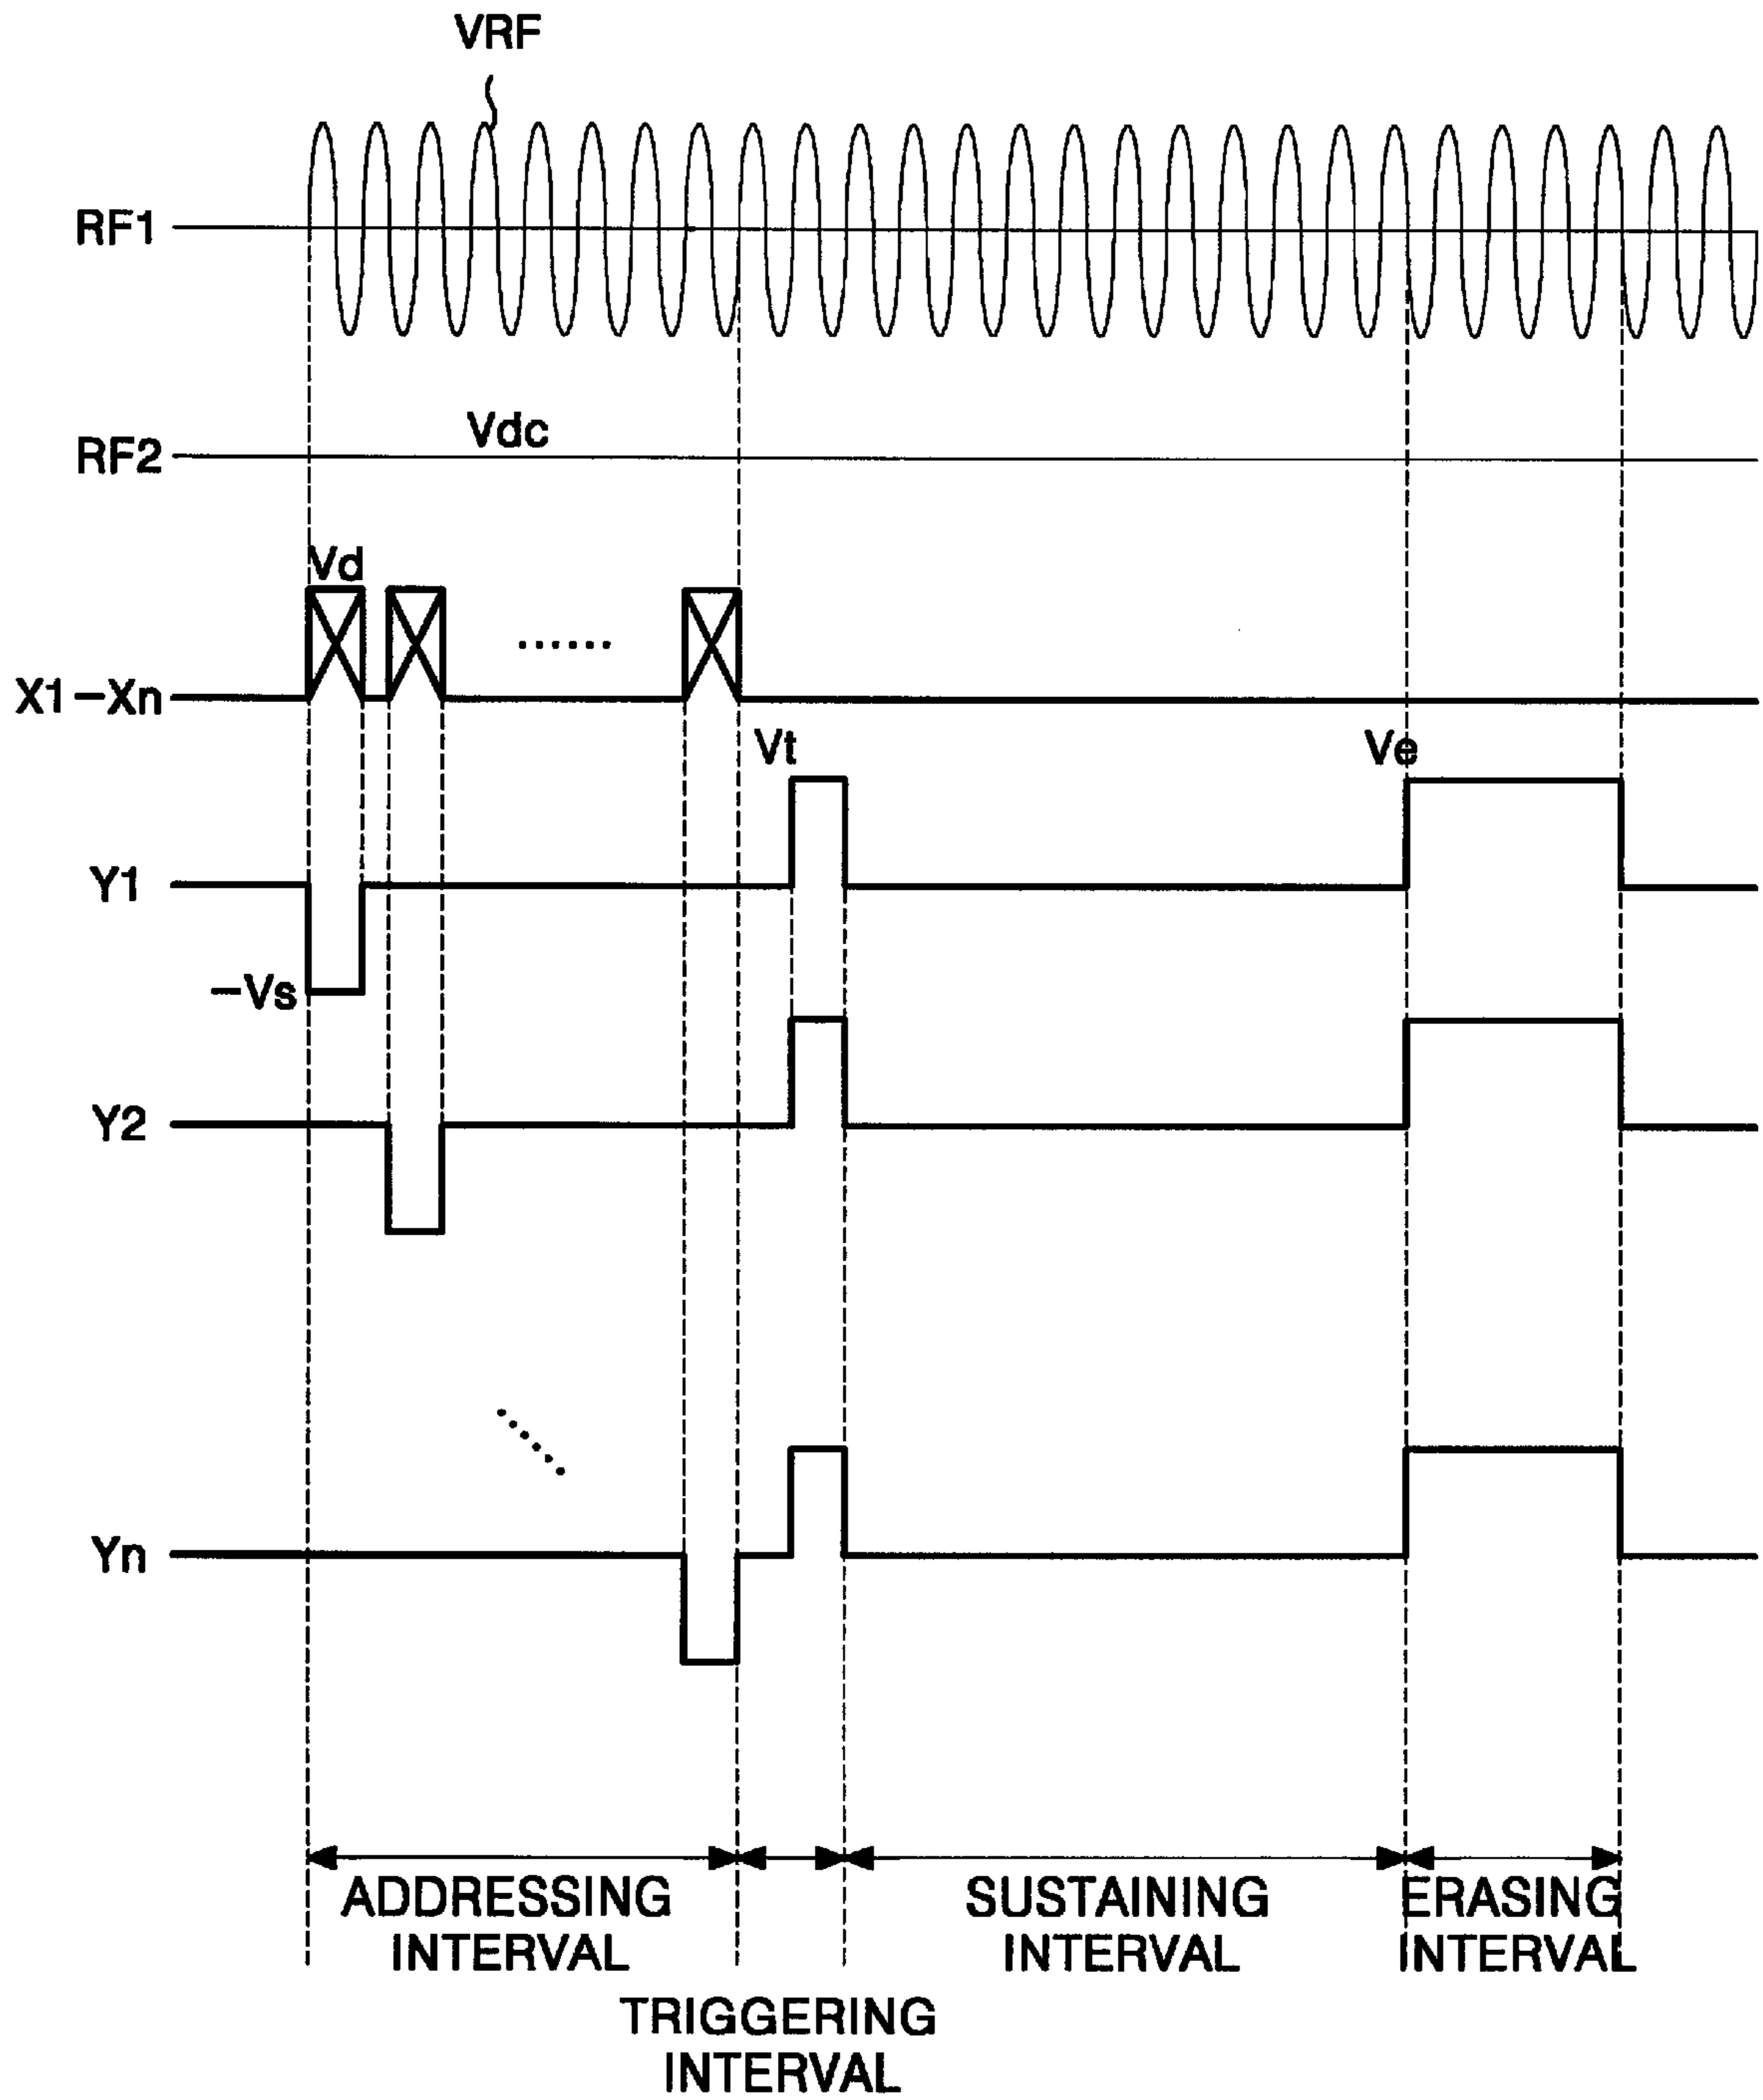 VRF
RF1
Vdc
RF2
Vd
......
X1-Xn
Vt
Ve
Y1
-Vs
Y2
Yn
ADDRESSING
INTERVAL
SUSTAINING
INTERVAL
ERASING
INTERVAL
TRIGGERING
INTERVAL